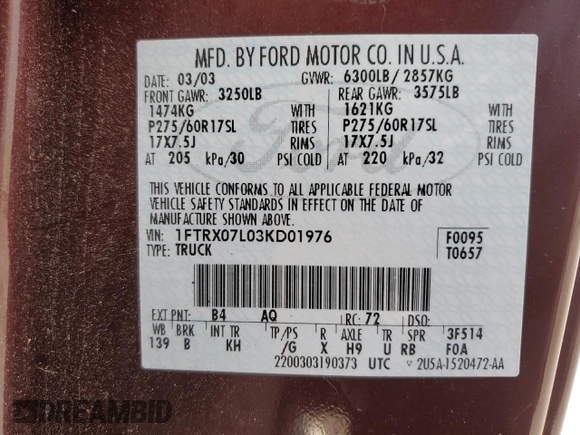 MFD. BY FORD MOTOR CO. IN U.S.A.
DATE: 03/03 GVWR: 6300LB/ 2857KG
FRONT GAWR: 3250LB REAR GAWR: 3575LB
1474KG WITH 1621KG WITH
P275/60R17SL TIRES P275/60R17SL TIRES
17X7.5J RIMS 17X7.5J RIMS
AT 205 kPa/30 PSI COLD AT 220 kPa/32 PSI COLD
THIS VEHICLE CONFORMS TO ALL APPLICABLE FEDERAL MOTOR
VEHICLE SAFETY STANDARDS IN EFFECT ON THE DATE OF
MANUFACTURE SHOWN ABOVE.
VIN: 1FTRX07L03KD01976 F0095
TYPE: TRUCK T0657
EXT PNT: B4 AQ RC: 72 DSO:
WB BRK INT TR TP/PS R AXLE TR SPR 3F514
139 B KH /G X H9 U RB F0A
2200303190373 UTC 2U5A-1520472-AA
Ford
DREAMBID